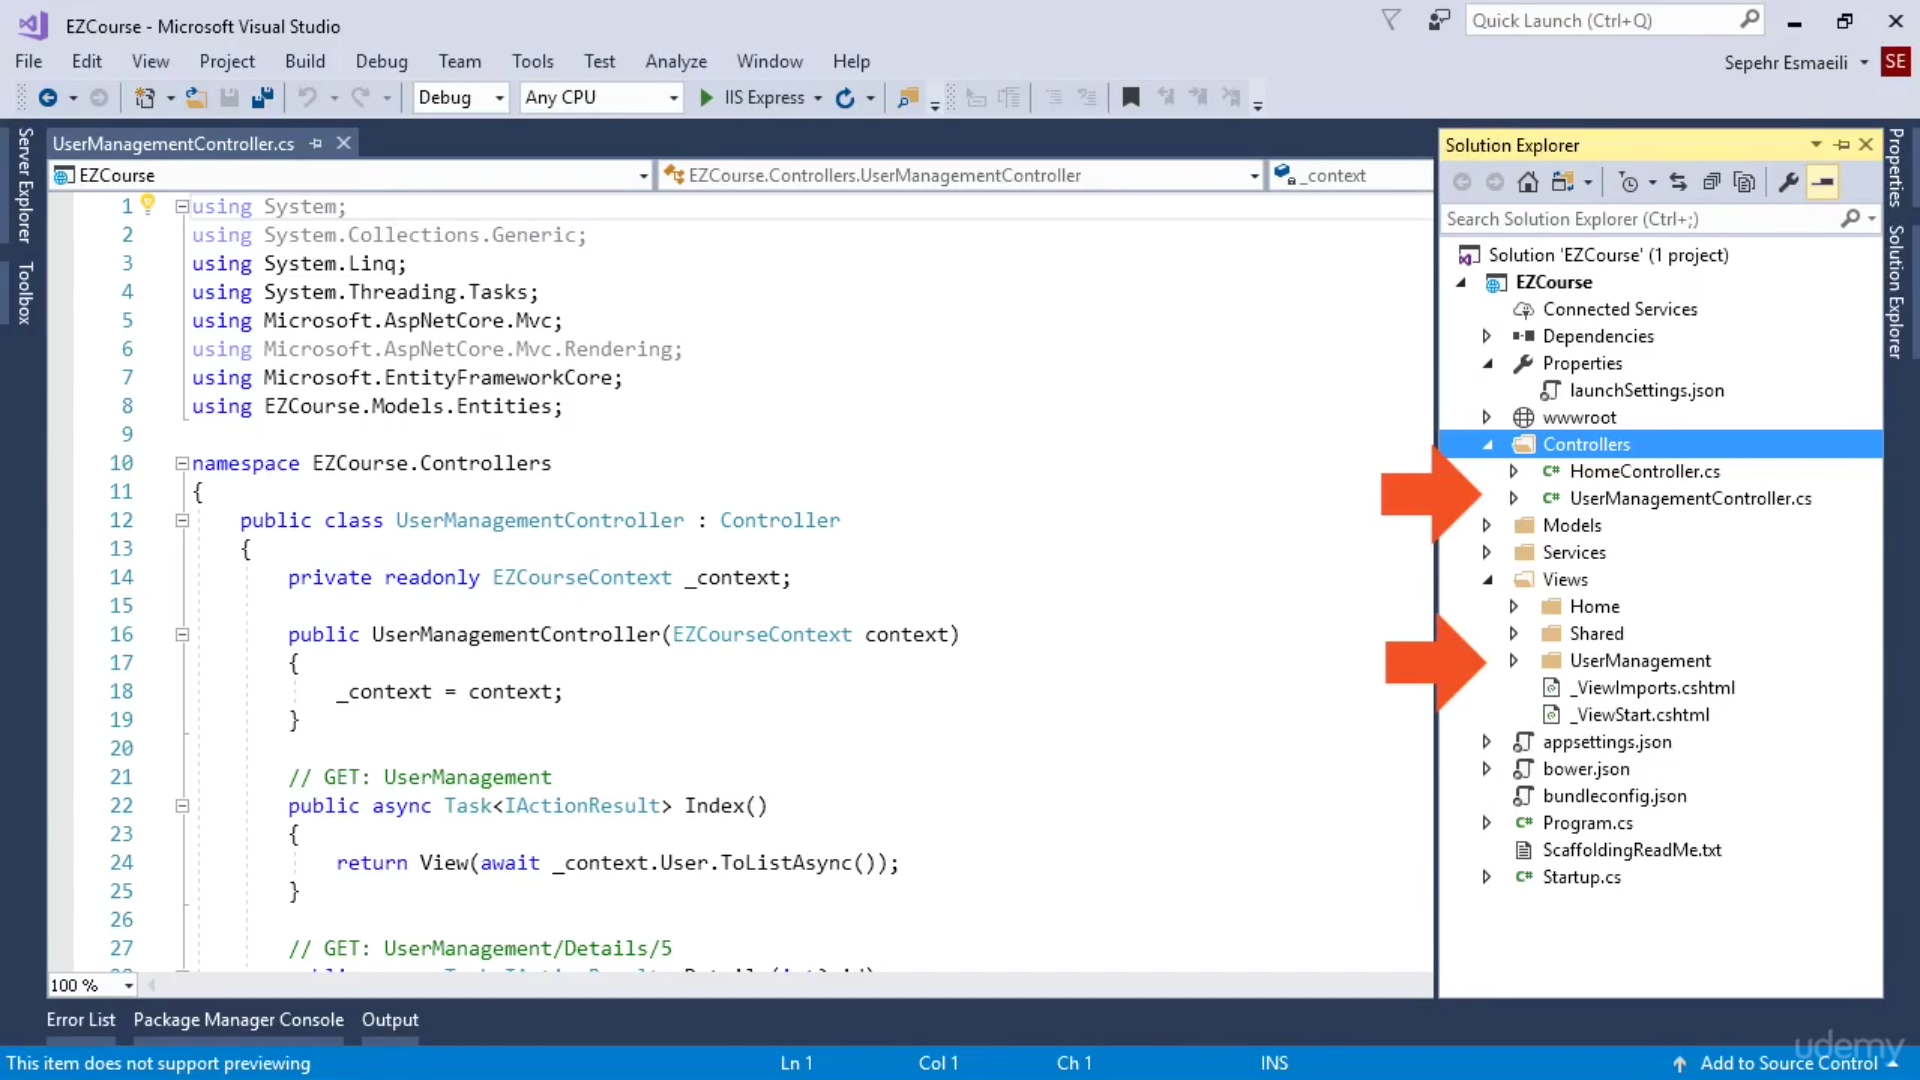 EZCourse - Microsoft Visual Studio
Quick Launch (Ctrl+Q)
File Edit View Project Build Debug Team Tools Test Analyze Window Help
Sepehr Esmaeili SE
Debug Any CPU IIS Express
Server Explorer
Toolbox
UserManagementController.cs
EZCourse EZCourse.Controllers.UserManagementController _context
1 using System;
2 using System.Collections.Generic;
3 using System.Linq;
4 using System.Threading.Tasks;
5 using Microsoft.AspNetCore.Mvc;
6 using Microsoft.AspNetCore.Mvc.Rendering;
7 using Microsoft.EntityFrameworkCore;
8 using EZCourse.Models.Entities;
9
10 namespace EZCourse.Controllers
11 {
12 public class UserManagementController : Controller
13 {
14 private readonly EZCourseContext _context;
15
16 public UserManagementController(EZCourseContext context)
17 {
18 _context = context;
19 }
20
21 // GET: UserManagement
22 public async Task<IActionResult> Index()
23 {
24 return View(await _context.User.ToListAsync());
25 }
26
27 // GET: UserManagement/Details/5
100 %
Solution Explorer
Search Solution Explorer (Ctrl+;)
Solution 'EZCourse' (1 project)
EZCourse
Connected Services
Dependencies
Properties
launchSettings.json
wwwroot
Controllers
C# HomeController.cs
C# UserManagementController.cs
Models
Services
Views
Home
Shared
UserManagement
_ViewImports.cshtml
_ViewStart.cshtml
appsettings.json
bower.json
bundleconfig.json
C# Program.cs
ScaffoldingReadMe.txt
C# Startup.cs
Properties
Solution Explorer
Error List Package Manager Console Output
This item does not support previewing Ln 1 Col 1 Ch 1 INS Add to Source Control
udemy